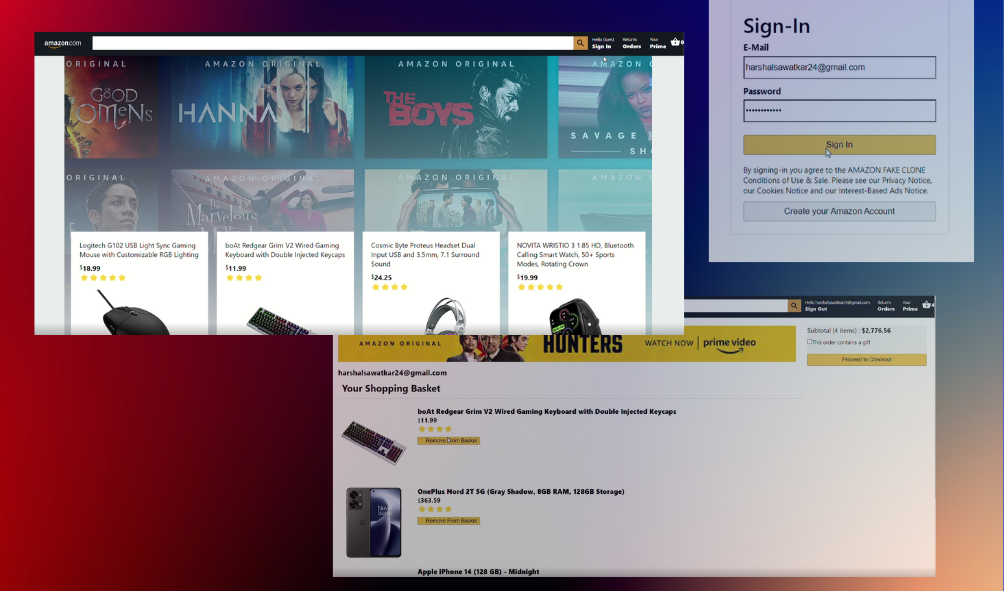 amazon.com
Hello Guest
Sign In
Returns
Orders
Your
Prime
0
ORIGINAL
AMAZON ORIGINAL
AMAZON ORIGINAL
AMAZON O
GOOD
OMENS
HANNA
THE
BOYS
SAVAGE
SHO
ORIGINAL
AMAZON ORIGINAL
AMAZON ORIGINAL
AMAZON O
The
Marvelous
Logitech G102 USB Light Sync Gaming
Mouse with Customizable RGB Lighting
$18.99
boAt Redgear Grim V2 Wired Gaming
Keyboard with Double Injected Keycaps
$11.99
Cosmic Byte Proteus Headset Dual
Input USB and 3.5mm, 7.1 Surround
Sound
$24.25
NOVITA WRISTIO 3 1.85 HD, Bluetooth
Calling Smart Watch, 50+ Sports
Modes, Rotating Crown
$19.99
Sign-In
E-Mail
harshalsawatkar24@gmail.com
Password
Sign In
By signing-in you agree to the AMAZON FAKE CLONE
Conditions of Use & Sale. Please see our Privacy Notice,
our Cookies Notice and our Interest-Based Ads Notice.
Create your Amazon Account
Hello harshalsawatkar24@gmail.com
Sign Out
Returns
Orders
Your
Prime
4
AMAZON ORIGINAL
HUNTERS
WATCH NOW
prime video
Subtotal (4 items) : $2,776.56
This order contains a gift
Proceed to Checkout
harshalsawatkar24@gmail.com
Your Shopping Basket
boAt Redgear Grim V2 Wired Gaming Keyboard with Double Injected Keycaps
$11.99
Remove From Basket
OnePlus Nord 2T 5G (Gray Shadow, 8GB RAM, 128GB Storage)
$363.59
Remove From Basket
Apple iPhone 14 (128 GB) - Midnight